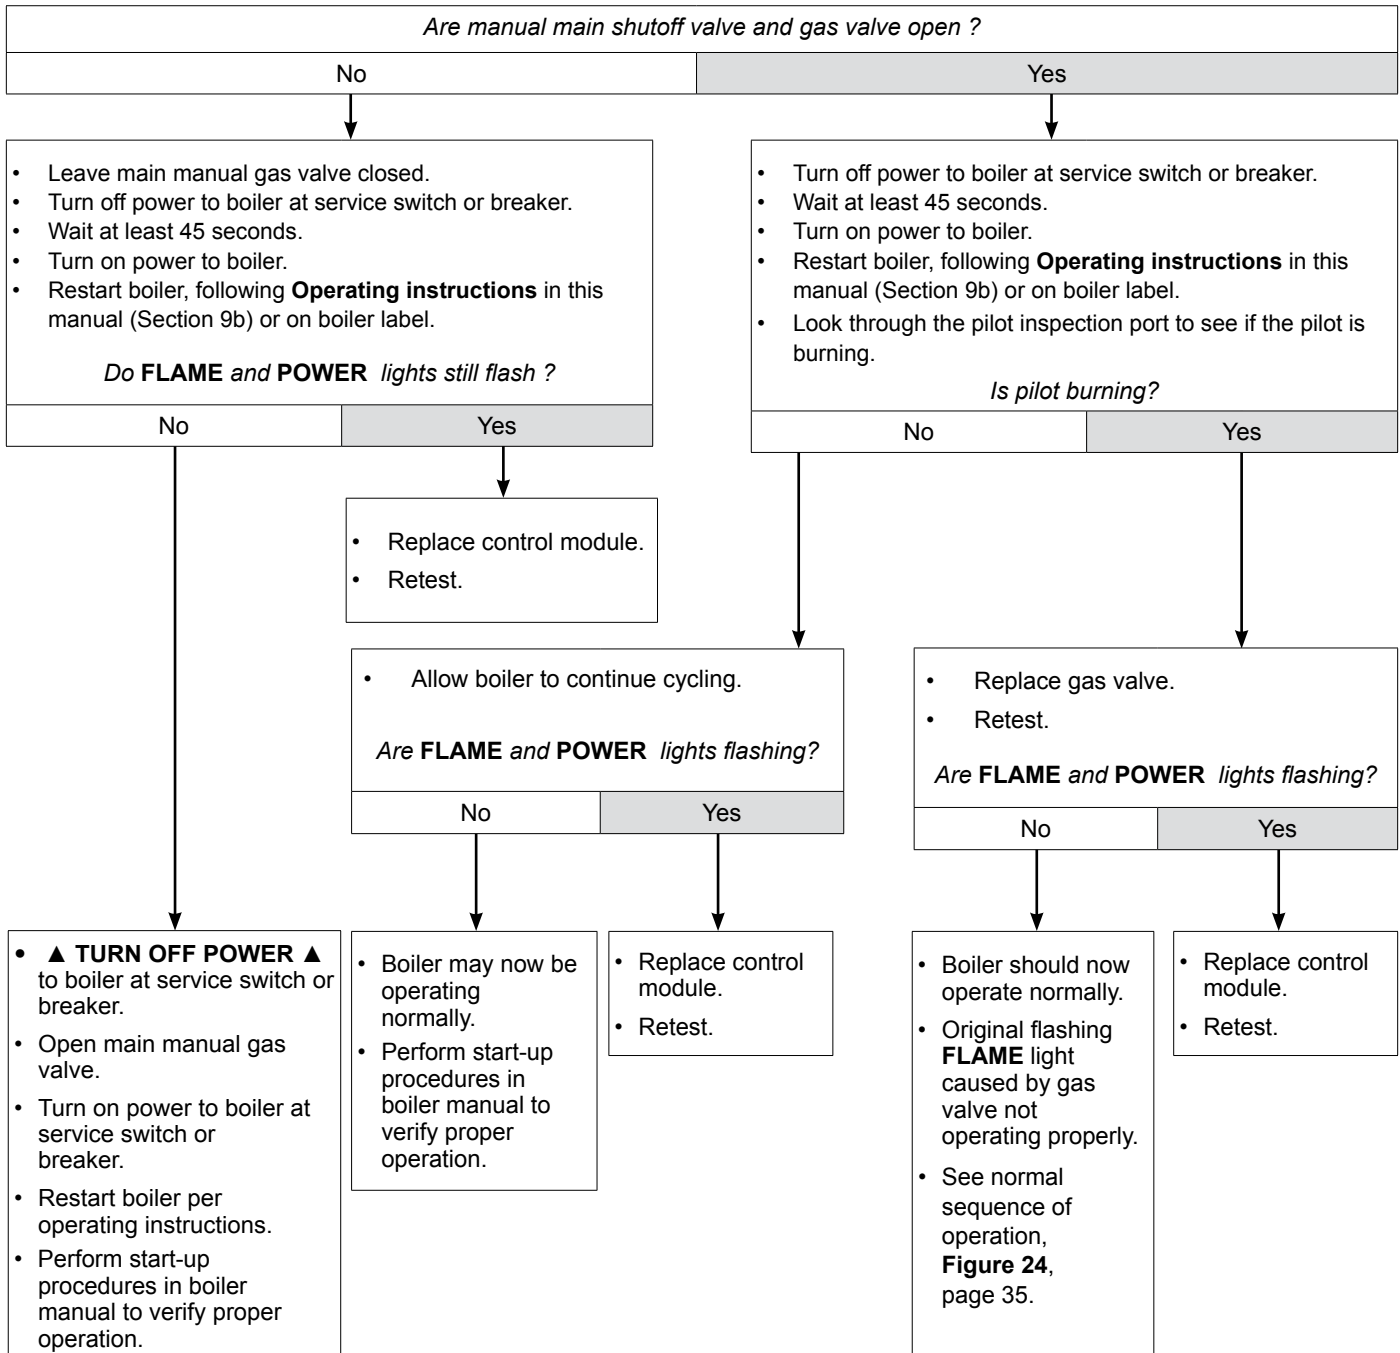 Are manual main shutoff valve and gas valve open ?
No
Yes
• Leave main manual gas valve closed.
• Turn off power to boiler at service switch or breaker.
• Wait at least 45 seconds.
• Turn on power to boiler.
• Restart boiler, following Operating instructions in this
manual (Section 9b) or on boiler label.
Do FLAME and POWER lights still flash ?
No
Yes
• Turn off power to boiler at service switch or breaker.
• Wait at least 45 seconds.
• Turn on power to boiler.
• Restart boiler, following Operating instructions in this
manual (Section 9b) or on boiler label.
• Look through the pilot inspection port to see if the pilot is
burning.
Is pilot burning?
No
Yes
• Replace control module.
• Retest.
• Allow boiler to continue cycling.
Are FLAME and POWER lights flashing?
No
Yes
• Replace gas valve.
• Retest.
Are FLAME and POWER lights flashing?
No
Yes
• ▲ TURN OFF POWER ▲
to boiler at service switch or
breaker.
• Open main manual gas
valve.
• Turn on power to boiler at
service switch or
breaker.
• Restart boiler per
operating instructions.
• Perform start-up
procedures in boiler
manual to verify proper
operation.
• Boiler may now be
operating
normally.
• Perform start-up
procedures in
boiler manual to
verify proper
operation.
• Replace control
module.
• Retest.
• Boiler should now
operate normally.
• Original flashing
FLAME light
caused by gas
valve not
operating properly.
• See normal
sequence of
operation,
Figure 24,
page 35.
• Replace control
module.
• Retest.